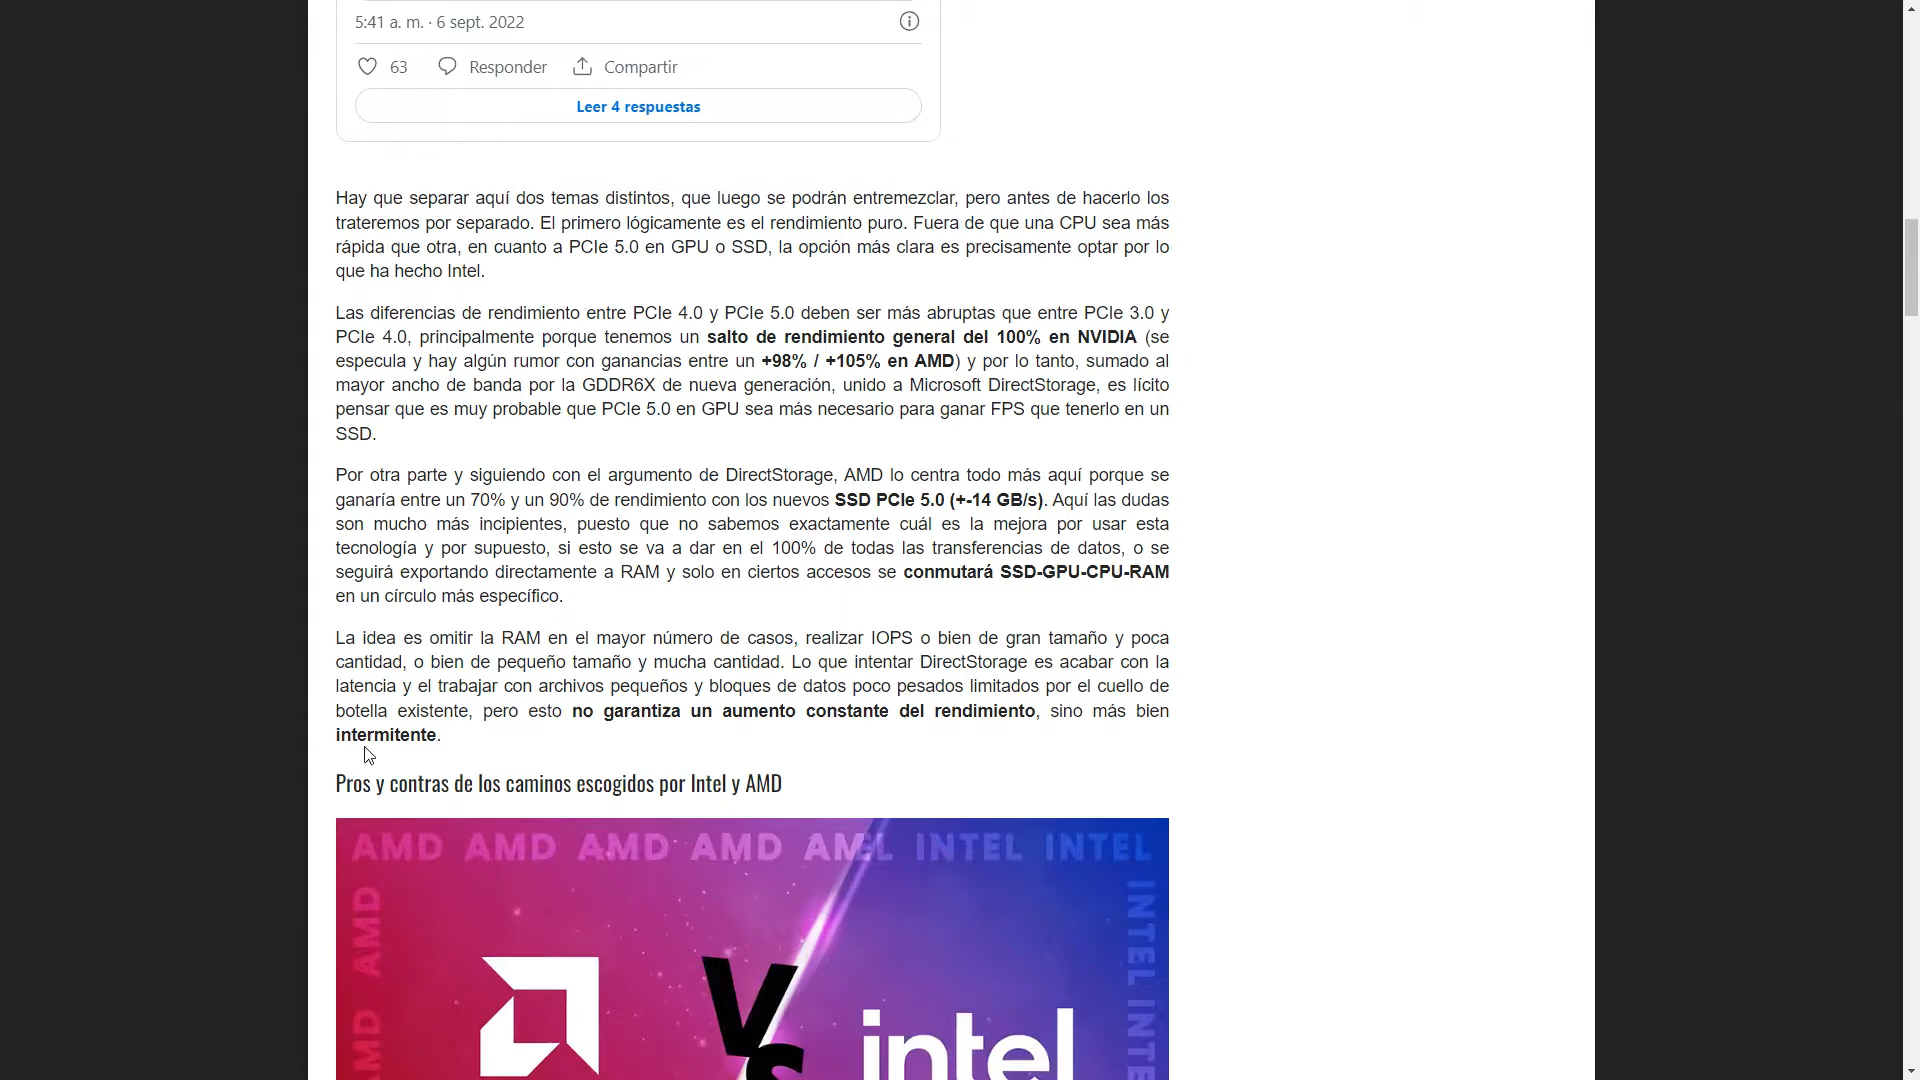 5:41 a. m. · 6 sept. 2022
63 Responder Compartir
Leer 4 respuestas
Hay que separar aquí dos temas distintos, que luego se podrán entremezclar, pero antes de hacerlo los
trateremos por separado. El primero lógicamente es el rendimiento puro. Fuera de que una CPU sea más
rápida que otra, en cuanto a PCIe 5.0 en GPU o SSD, la opción más clara es precisamente optar por lo
que ha hecho Intel.
Las diferencias de rendimiento entre PCIe 4.0 y PCIe 5.0 deben ser más abruptas que entre PCIe 3.0 y
PCIe 4.0, principalmente porque tenemos un salto de rendimiento general del 100% en NVIDIA (se
especula y hay algún rumor con ganancias entre un +98% / +105% en AMD) y por lo tanto, sumado al
mayor ancho de banda por la GDDR6X de nueva generación, unido a Microsoft DirectStorage, es lícito
pensar que es muy probable que PCIe 5.0 en GPU sea más necesario para ganar FPS que tenerlo en un
SSD.
Por otra parte y siguiendo con el argumento de DirectStorage, AMD lo centra todo más aquí porque se
ganaría entre un 70% y un 90% de rendimiento con los nuevos SSD PCIe 5.0 (+-14 GB/s). Aquí las dudas
son mucho más incipientes, puesto que no sabemos exactamente cuál es la mejora por usar esta
tecnología y por supuesto, si esto se va a dar en el 100% de todas las transferencias de datos, o se
seguirá exportando directamente a RAM y solo en ciertos accesos se conmutará SSD-GPU-CPU-RAM
en un círculo más específico.
La idea es omitir la RAM en el mayor número de casos, realizar IOPS o bien de gran tamaño y poca
cantidad, o bien de pequeño tamaño y mucha cantidad. Lo que intentar DirectStorage es acabar con la
latencia y el trabajar con archivos pequeños y bloques de datos poco pesados limitados por el cuello de
botella existente, pero esto no garantiza un aumento constante del rendimiento, sino más bien
intermitente.
Pros y contras de los caminos escogidos por Intel y AMD
AMD AMD AMD AMD AM L INTEL INTEL
AMD
AMD
VS
intel
INTEL INTE